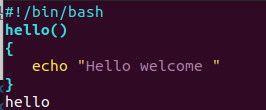 #!/bin/bash
hello()
{
    echo "Hello welcome "
}
hello